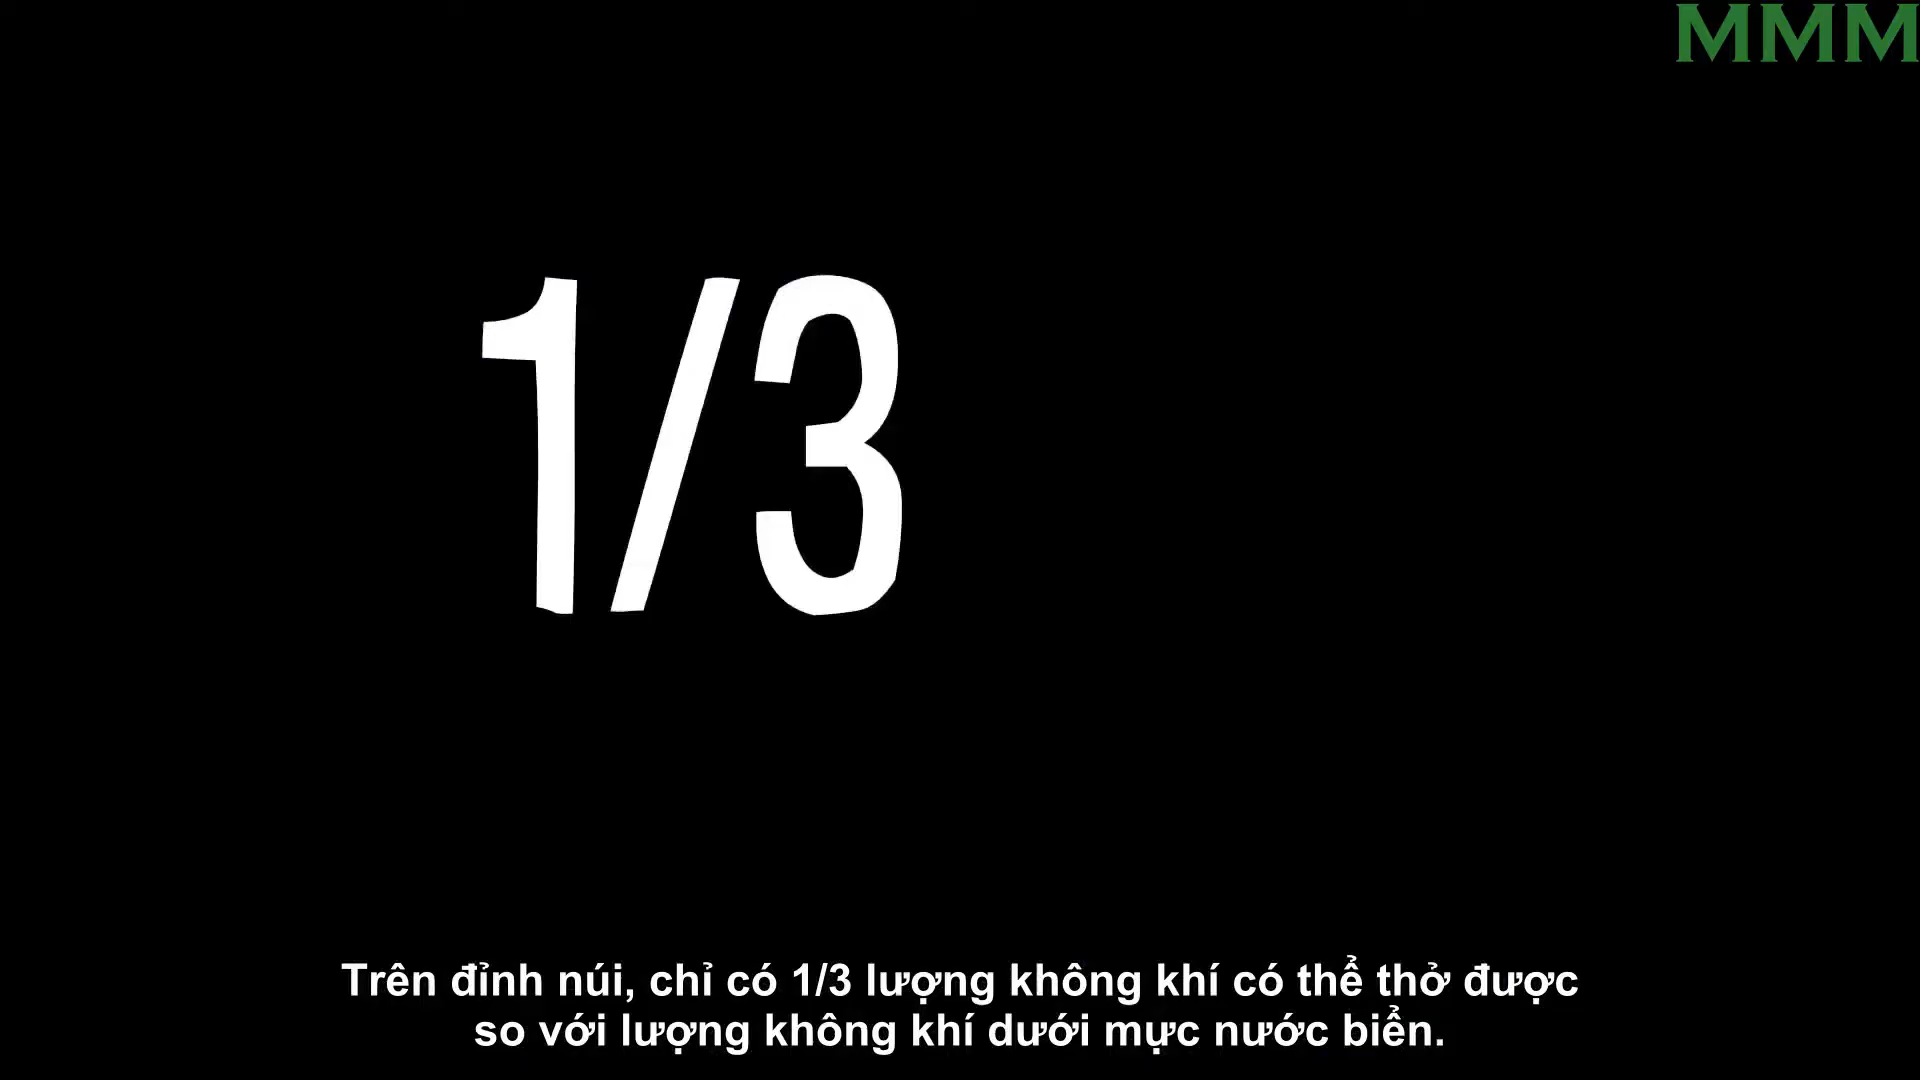 MMM
1/3
Trên đỉnh núi, chỉ có 1/3 lượng không khí có thể thở được
so với lượng không khí dưới mực nước biển.